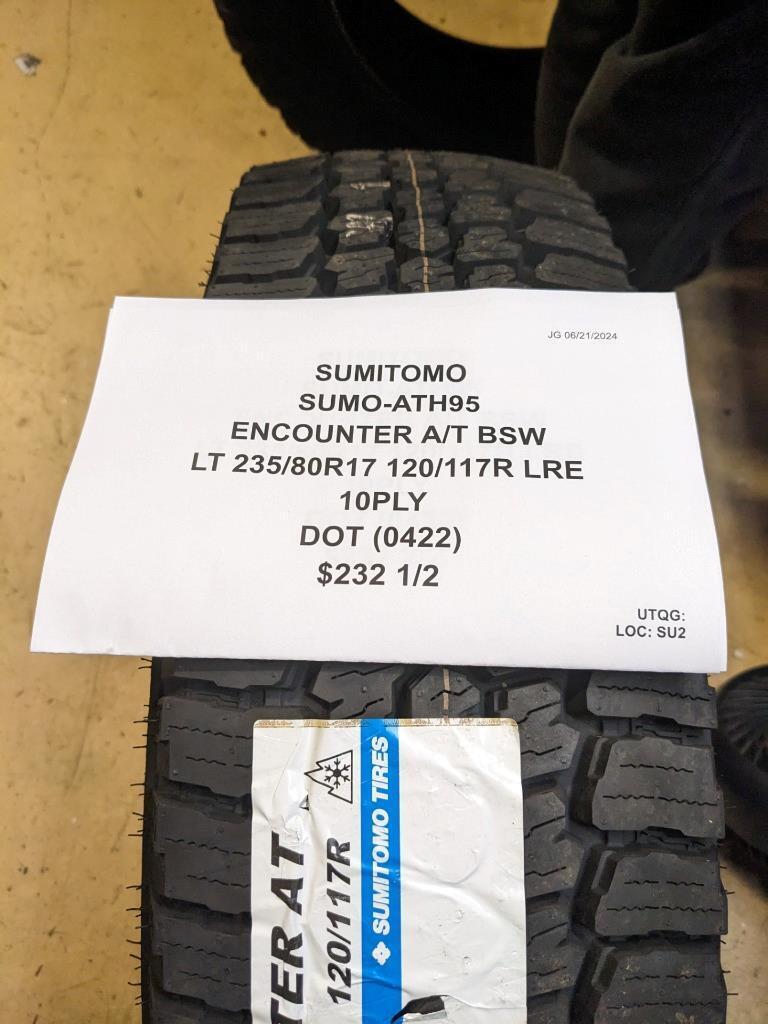 JG 06/21/2024
SUMITOMO
SUMO-ATH95
ENCOUNTER A/T BSW
LT 235/80R17 120/117R LRE
10PLY
DOT (0422)
$232 1/2
UTQG:
LOC: SU2
TER AT
120/117R
SUMITOMO TIRES